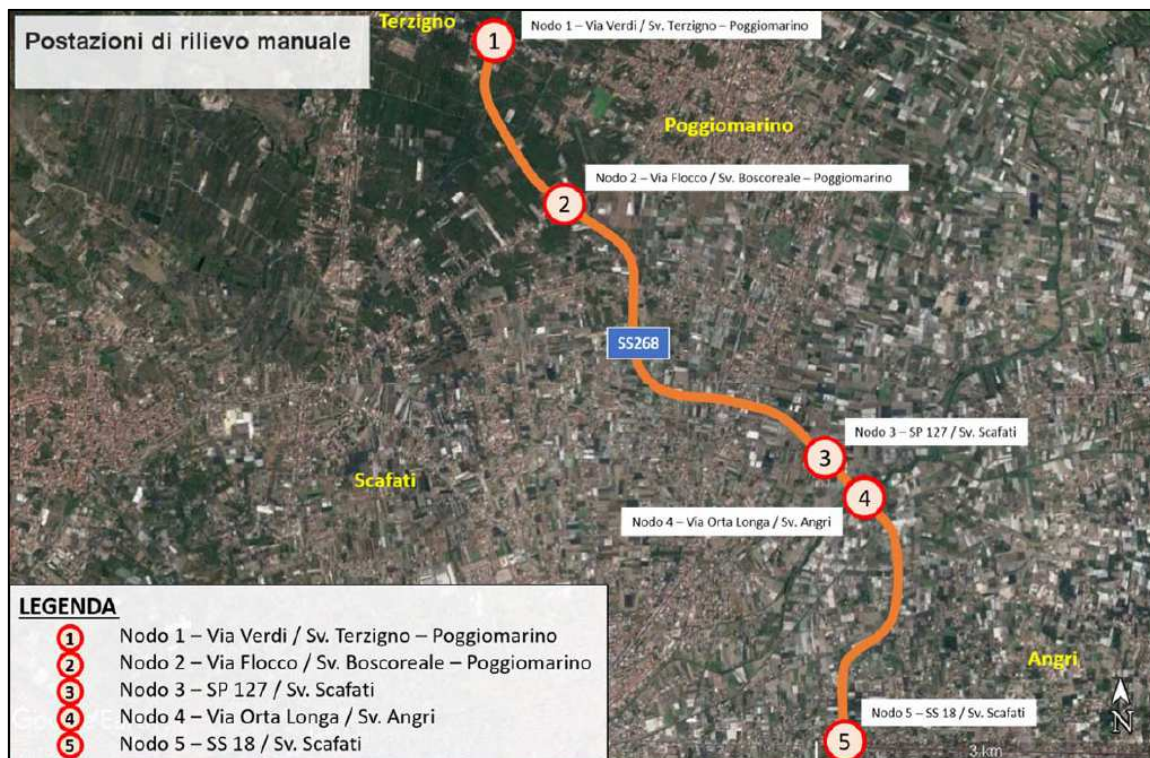 Postazioni di rilievo manuale
Terzigno
1
Nodo 1 – Via Verdi / Sv. Terzigno – Poggiomarino
Poggiomarino
Nodo 2 – Via Flocco / Sv. Boscoreale – Poggiomarino
2
SS268
Nodo 3 – SP 127 / Sv. Scafati
3
Scafati
4
Nodo 4 – Via Orta Longa / Sv. Angri
Angri
Nodo 5 – SS 18 / Sv. Scafati
5
N
3 km
LEGENDA
1 Nodo 1 – Via Verdi / Sv. Terzigno – Poggiomarino
2 Nodo 2 – Via Flocco / Sv. Boscoreale – Poggiomarino
3 Nodo 3 – SP 127 / Sv. Scafati
4 Nodo 4 – Via Orta Longa / Sv. Angri
5 Nodo 5 – SS 18 / Sv. Scafati